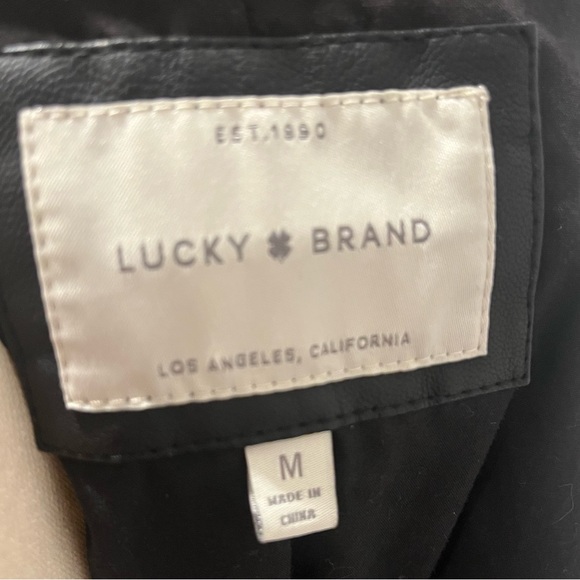 EST. 1990
LUCKY BRAND
LOS ANGELES, CALIFORNIA
M
MADE IN
CHINA